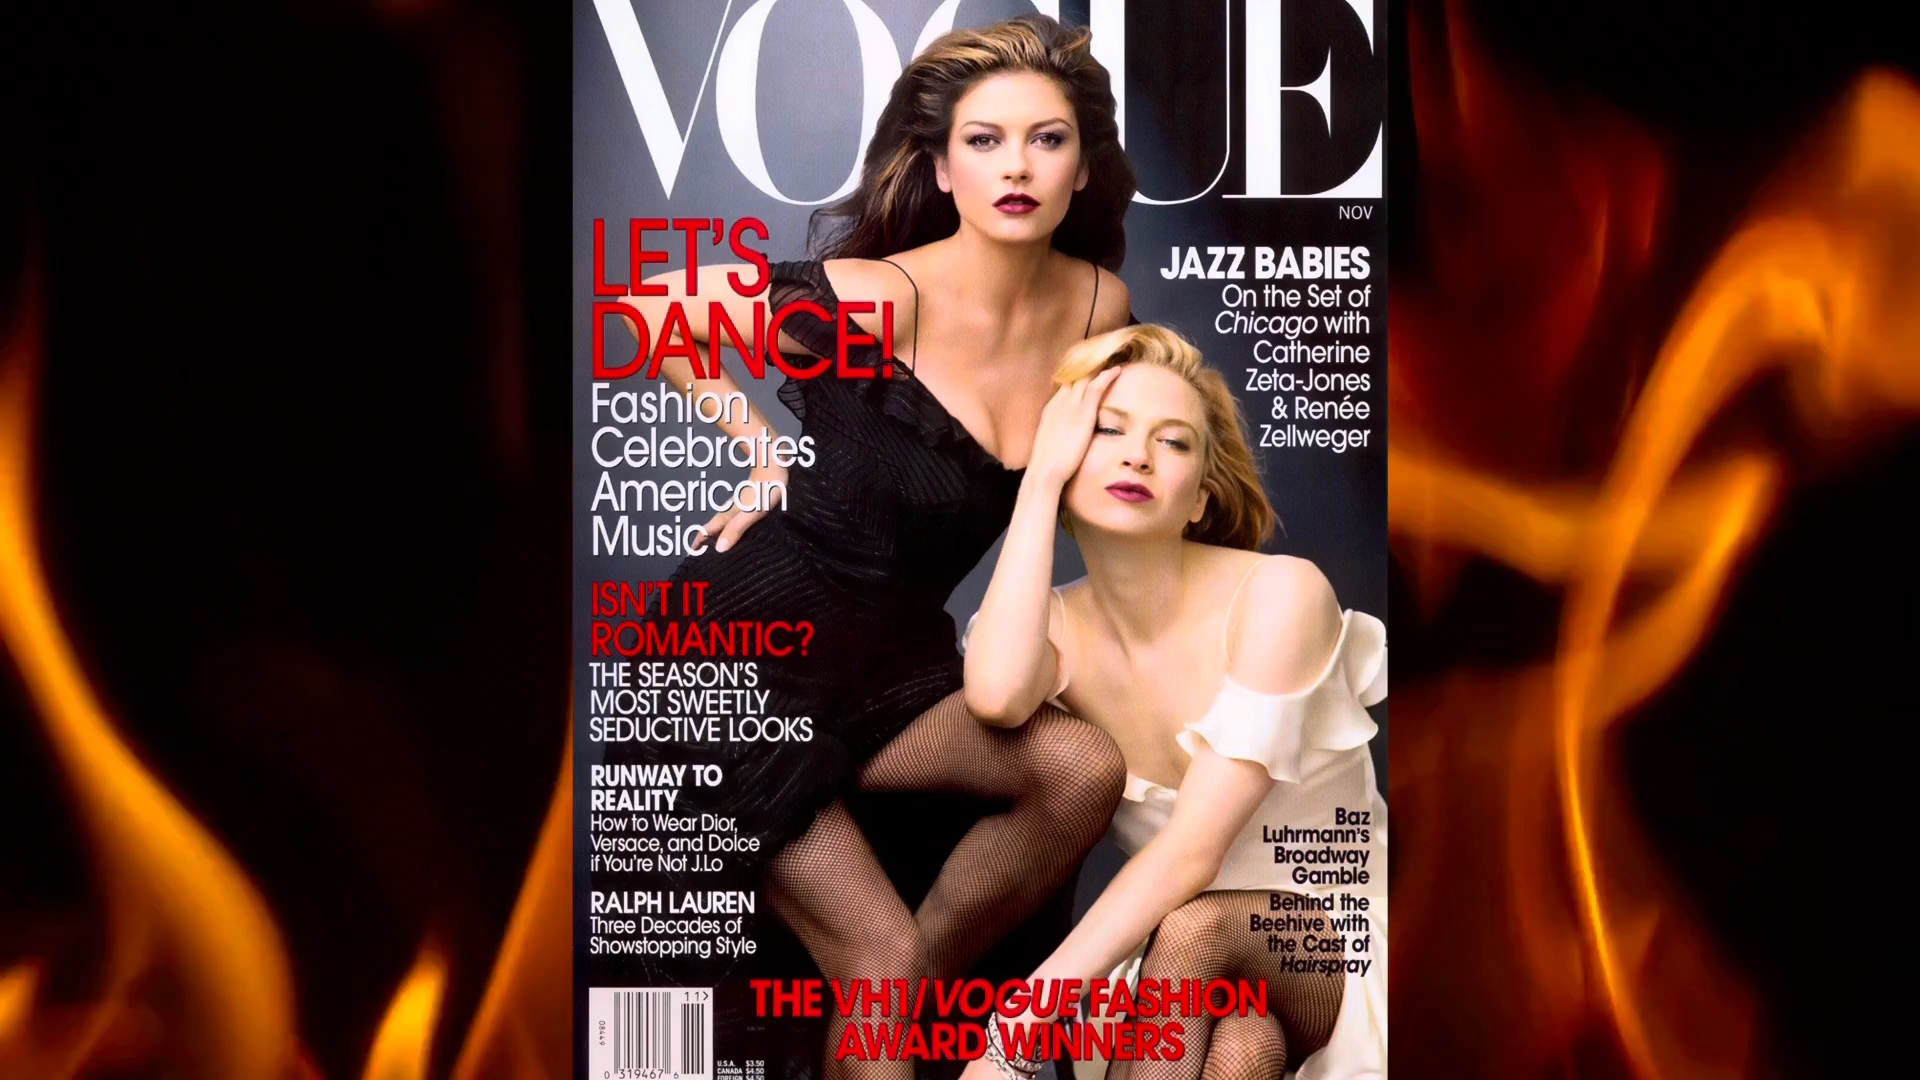 VOGUE
NOV
LET'S
DANCE!
Fashion
Celebrates
American
Music
ISN'T IT
ROMANTIC?
THE SEASON'S
MOST SWEETLY
SEDUCTIVE LOOKS
RUNWAY TO
REALITY
How to Wear Dior,
Versace, and Dolce
if You're Not J.Lo
RALPH LAUREN
Three Decades of
Showstopping Style
JAZZ BABIES
On the Set of
Chicago with
Catherine
Zeta-Jones
& Renée
Zellweger
Baz
Luhrmann's
Broadway
Gamble
Behind the
Beehive with
the Cast of
Hairspray
THE VH1/VOGUE FASHION
AWARD WINNERS
11>
08449
0 319467 6
U.S.A. $3.50
CANADA $4.50
FOREIGN $4.50